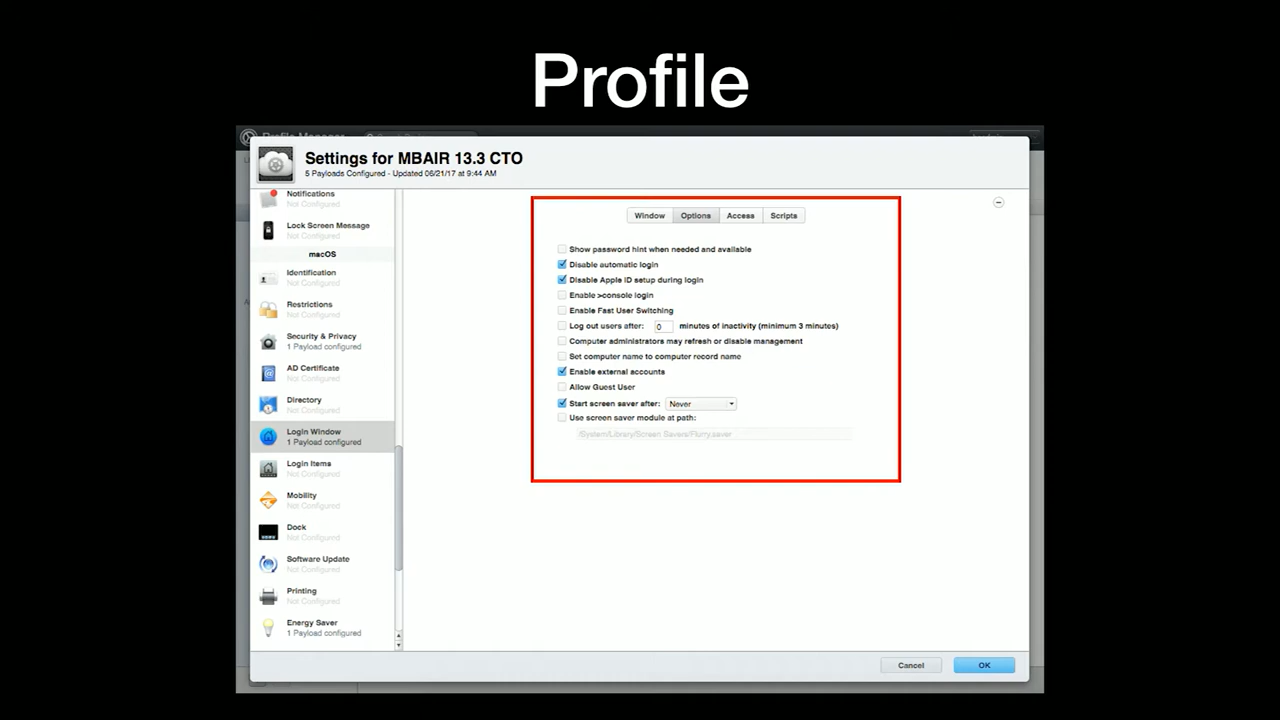 Profile
Profile Manager
Settings for MBAIR 13.3 CTO
5 Payloads Configured - Updated 06/21/17 at 9:44 AM
Notifications
Not Configured
Lock Screen Message
Not Configured
macOS
Identification
Not Configured
Restrictions
Not Configured
Security & Privacy
1 Payload configured
AD Certificate
Not Configured
Directory
Not Configured
Login Window
1 Payload configured
Login Items
Not Configured
Mobility
Not Configured
Dock
Not Configured
Software Update
Not Configured
Printing
Not Configured
Energy Saver
1 Payload configured
Window Options Access Scripts
Show password hint when needed and available
Disable automatic login
Disable Apple ID setup during login
Enable >console login
Enable Fast User Switching
Log out users after: 0 minutes of inactivity (minimum 3 minutes)
Computer administrators may refresh or disable management
Set computer name to computer record name
Enable external accounts
Allow Guest User
Start screen saver after: Never
Use screen saver module at path:
/System/Library/Screen Savers/Flurry.saver
Cancel OK